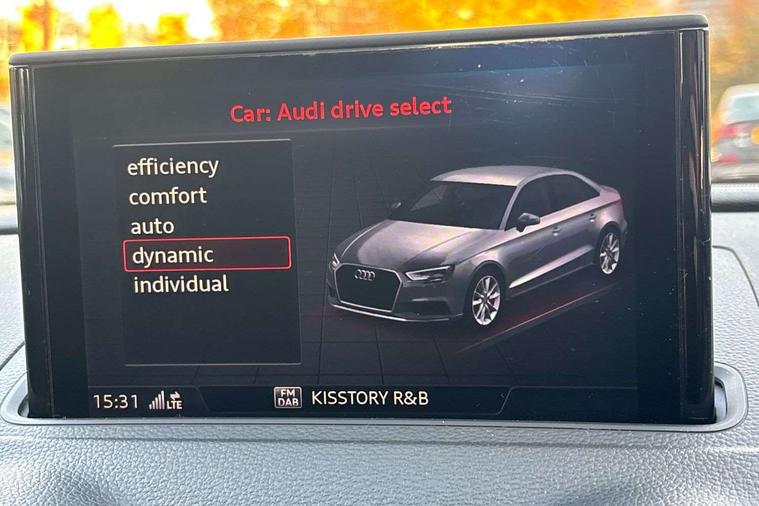 Car: Audi drive select
efficiency
comfort
auto
dynamic
individual
15:31 LTE FM DAB KISSTORY R&B